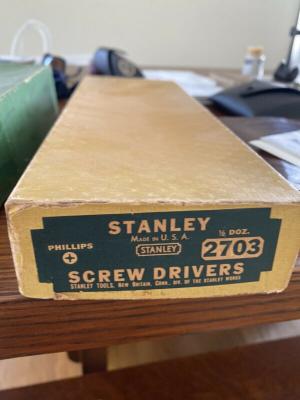 STANLEY
MADE IN U. S. A.
½ DOZ.
PHILLIPS
STANLEY
2703
SCREW DRIVERS
STANLEY TOOLS, NEW BRITAIN, CONN., DIV. OF THE STANLEY WORKS